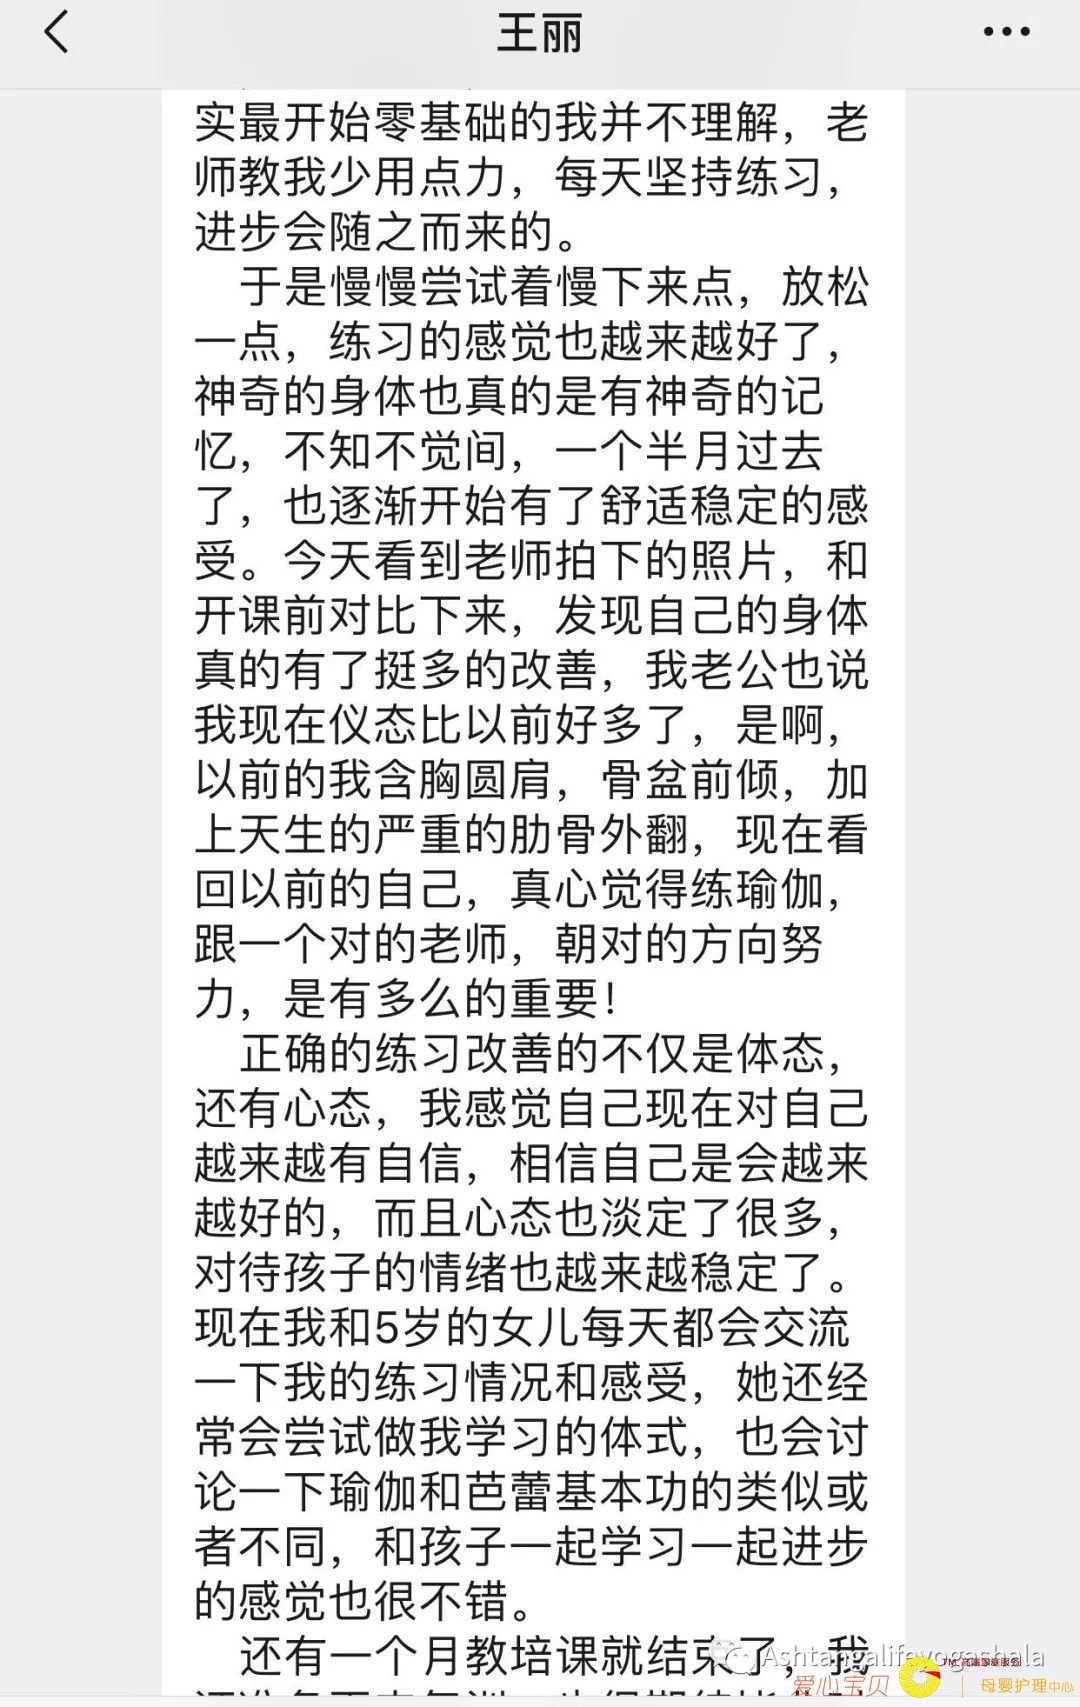 王丽
实最开始零基础的我并不理解，老
师教我少用点力，每天坚持练习，
进步会随之而来的。
于是慢慢尝试着慢下来点，放松
一点，练习的感觉也越来越好了，
神奇的身体也真的是有神奇的记
忆，不知不觉间，一个半月过去
了，也逐渐开始有了舒适稳定的感
受。今天看到老师拍下的照片，和
开课前对比下来，发现自己的身体
真的有了挺多的改善，我老公也说
我现在仪态比以前好多了，是啊，
以前的我含胸圆肩，骨盆前倾，加
上天生的严重的肋骨外翻，现在看
回以前的自己，真心觉得练瑜伽，
跟一个对的老师，朝对的方向努
力，是有多么的重要！
正确的练习改善的不仅是体态，
还有心态，我感觉自己现在对自己
越来越有自信，相信自己是会越来
越好的，而且心态也淡定了很多，
对待孩子的情绪也越来越稳定了。
现在我和5岁的女儿每天都会交流
一下我的练习情况和感受，她还经
常会尝试做我学习的体式，也会讨
论一下瑜伽和芭蕾基本功的类似或
者不同，和孩子一起学习一起进步
的感觉也很不错。
还有一个月教培课就结束了，我
Ashtangalifeyogashala
爱心宝贝
母婴护理中心